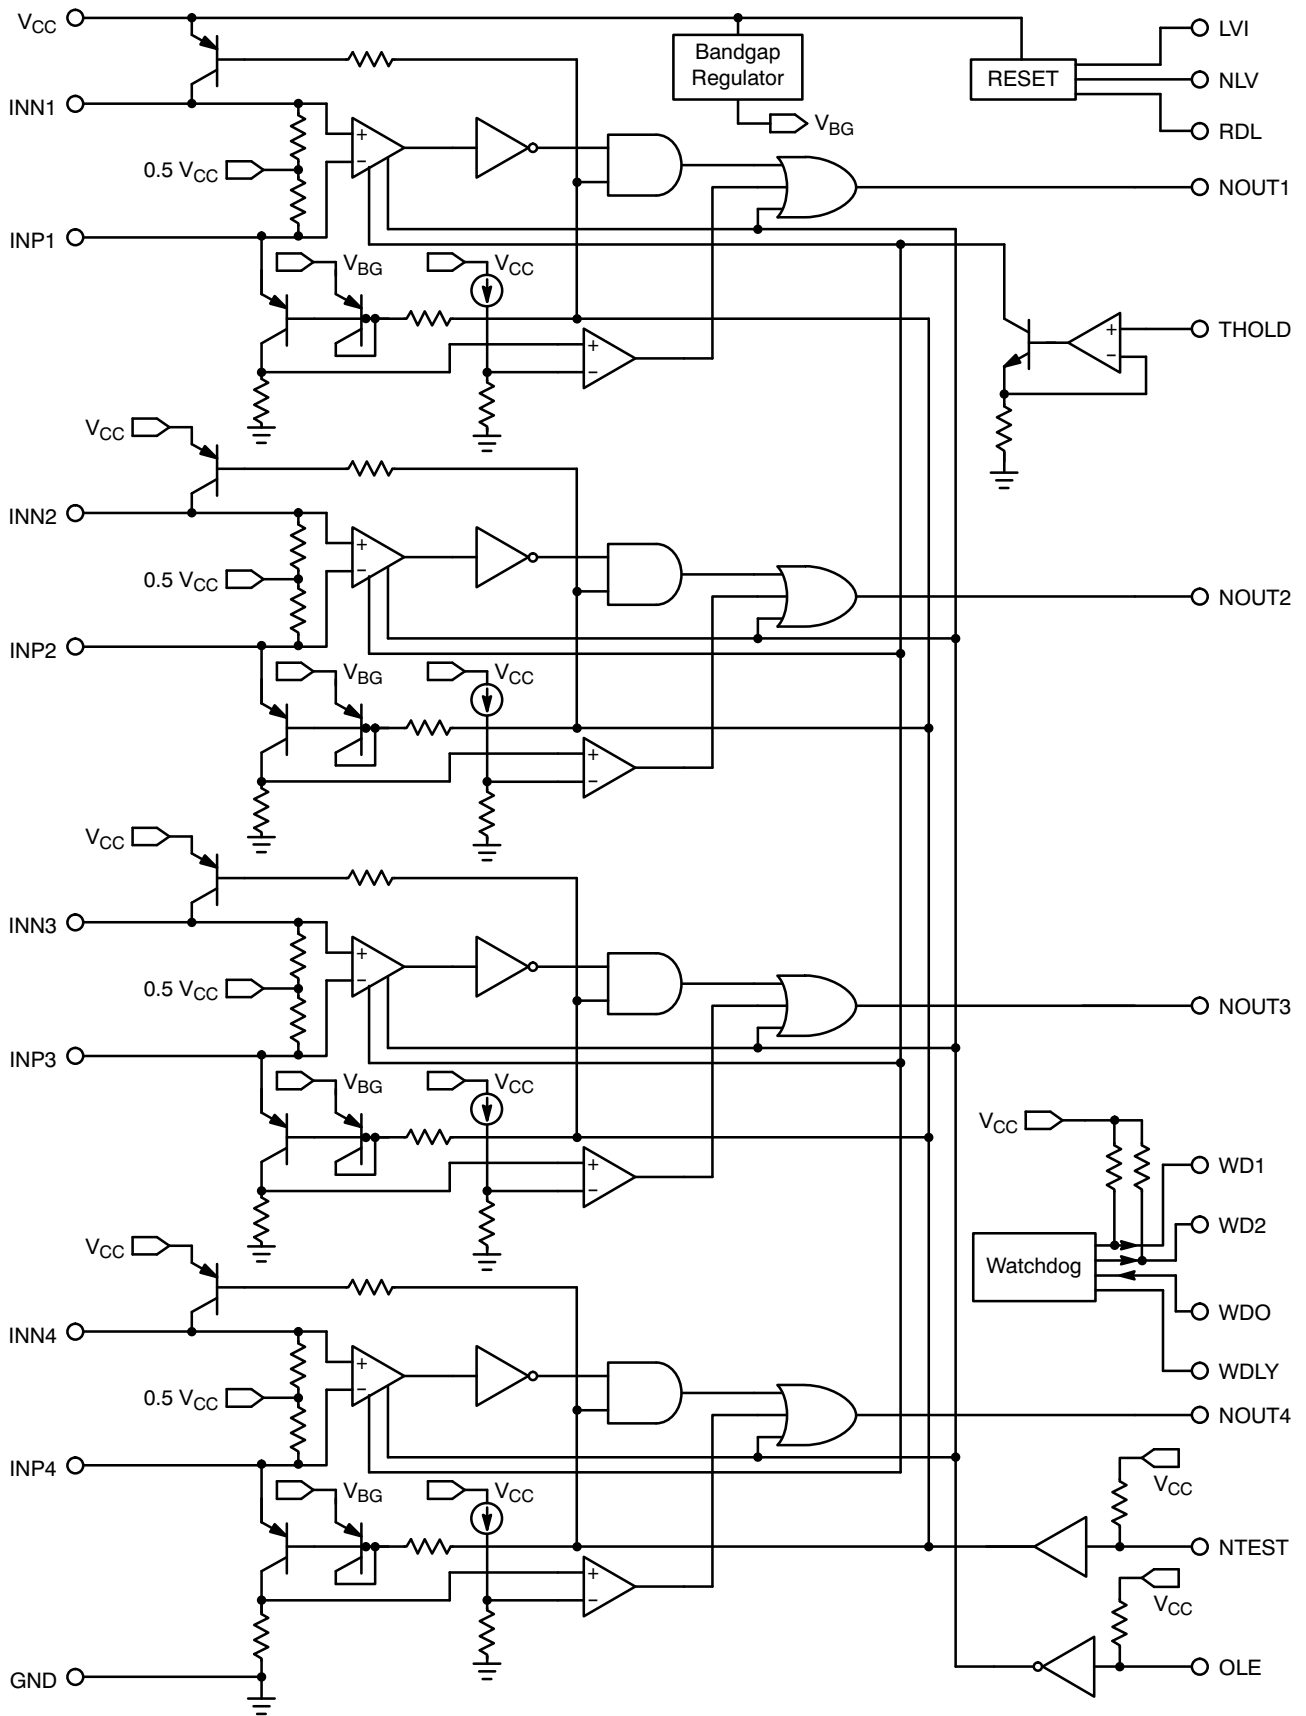 VCC
LVI
Bandgap
Regulator
RESET
NLV
INN1
VBG
RDL
+
−
0.5 VCC
NOUT1
INP1
VBG
VCC
THOLD
+
−
+
−
VCC
INN2
+
−
0.5 VCC
NOUT2
INP2
VBG
VCC
+
−
VCC
INN3
+
−
0.5 VCC
NOUT3
INP3
VBG
VCC
VCC
WD1
+
−
WD2
VCC
Watchdog
WDO
INN4
+
−
WDLY
0.5 VCC
NOUT4
INP4
VCC
VBG
VCC
NTEST
+
−
VCC
GND
OLE